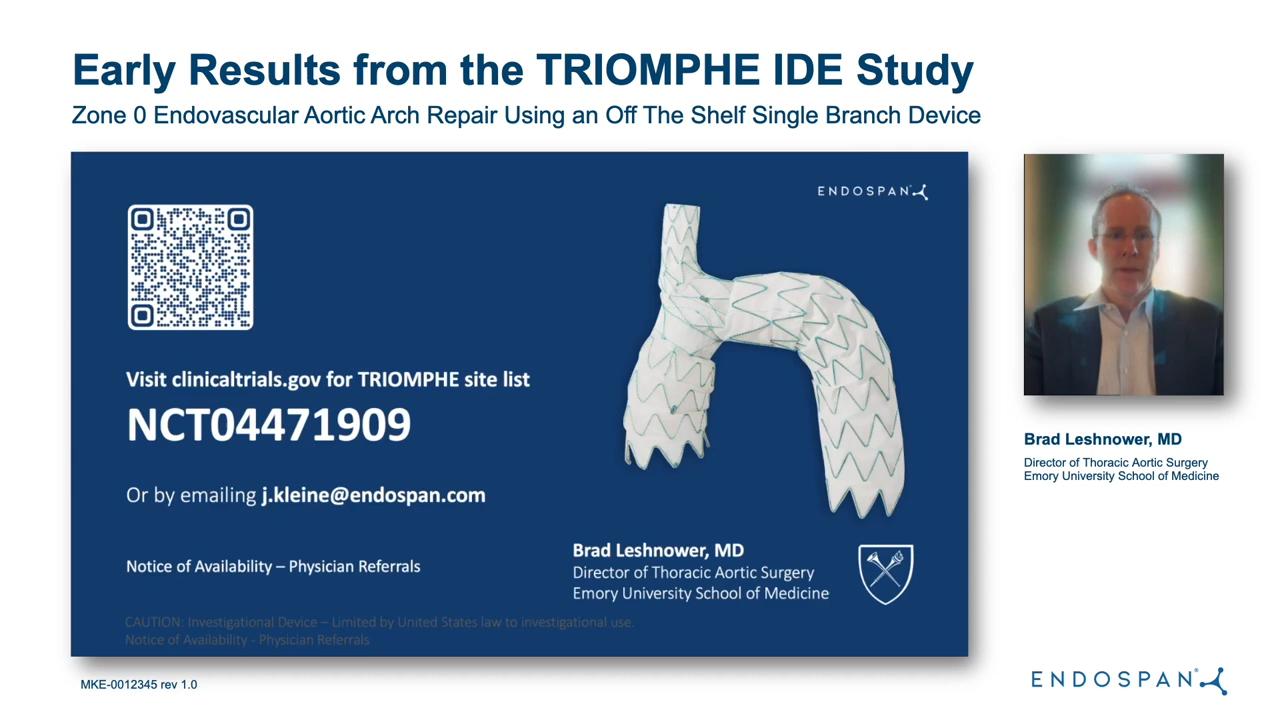 Early Results from the TRIOMPHE IDE Study
Zone 0 Endovascular Aortic Arch Repair Using an Off The Shelf Single Branch Device
ENDOSPAN
Visit clinicaltrials.gov for TRIOMPHE site list
NCT04471909
Or by emailing j.kleine@endospan.com
Notice of Availability – Physician Referrals
Brad Leshnower, MD
Director of Thoracic Aortic Surgery
Emory University School of Medicine
CAUTION: Investigational Device – Limited by United States law to investigational use.
Notice of Availability - Physician Referrals
Brad Leshnower, MD
Director of Thoracic Aortic Surgery
Emory University School of Medicine
MKE-0012345 rev 1.0
ENDOSPAN®